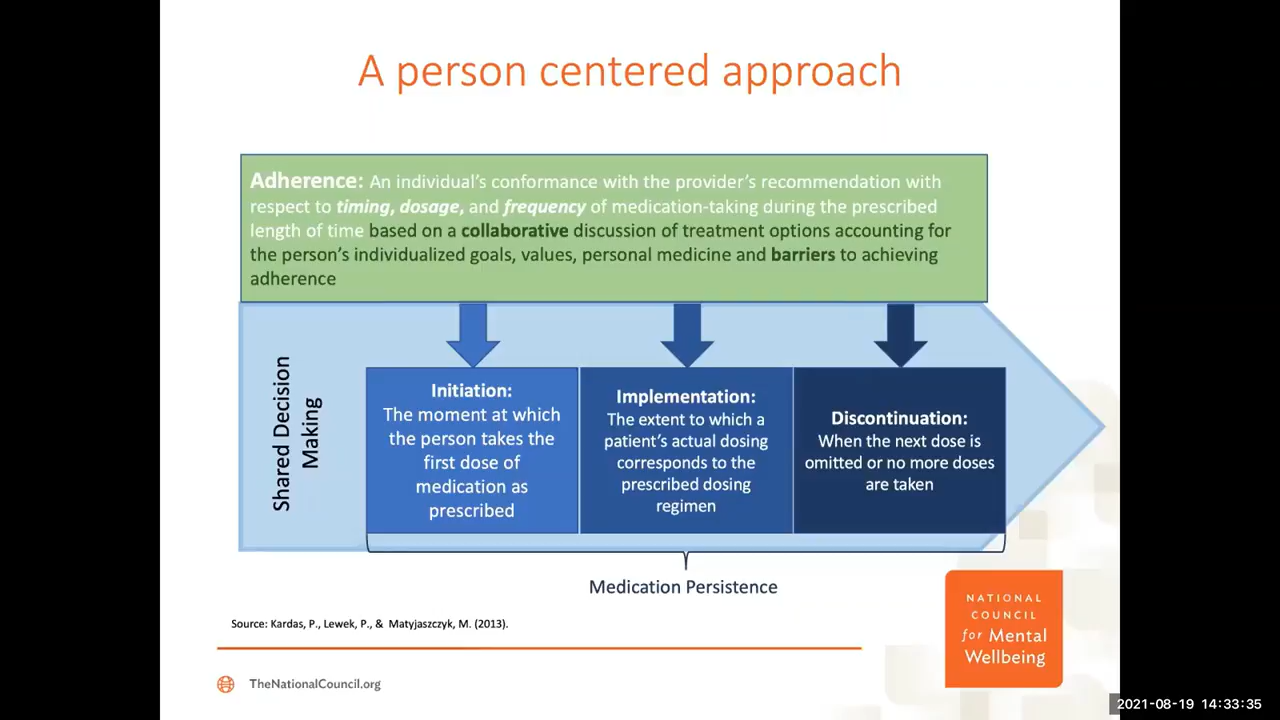 A person centered approach
Adherence: An individual's conformance with the provider's recommendation with
respect to timing, dosage, and frequency of medication-taking during the prescribed
length of time based on a collaborative discussion of treatment options accounting for
the person's individualized goals, values, personal medicine and barriers to achieving
adherence
Shared Decision
Making
Initiation:
The moment at which
the person takes the
first dose of
medication as
prescribed
Implementation:
The extent to which a
patient's actual dosing
corresponds to the
prescribed dosing
regimen
Discontinuation:
When the next dose is
omitted or no more doses
are taken
Medication Persistence
Source: Kardas, P., Lewek, P., & Matyjaszczyk, M. (2013).
NATIONAL
COUNCIL
for Mental
Wellbeing
TheNationalCouncil.org
2021-08-19 14:33:35